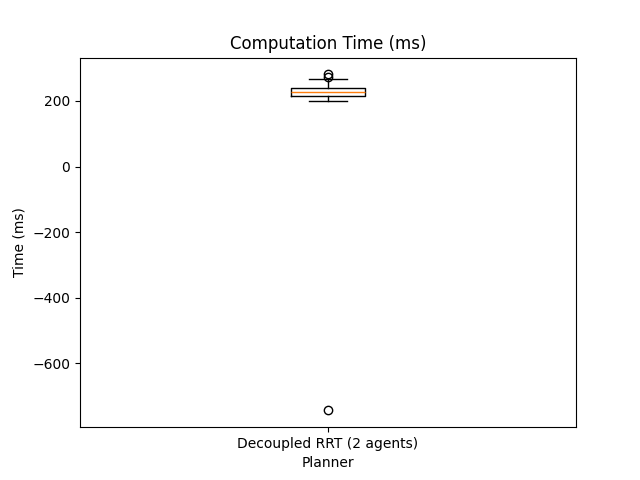 Computation Time (ms)
200
0
−200
−400
−600
Time (ms)
Decoupled RRT (2 agents)
Planner